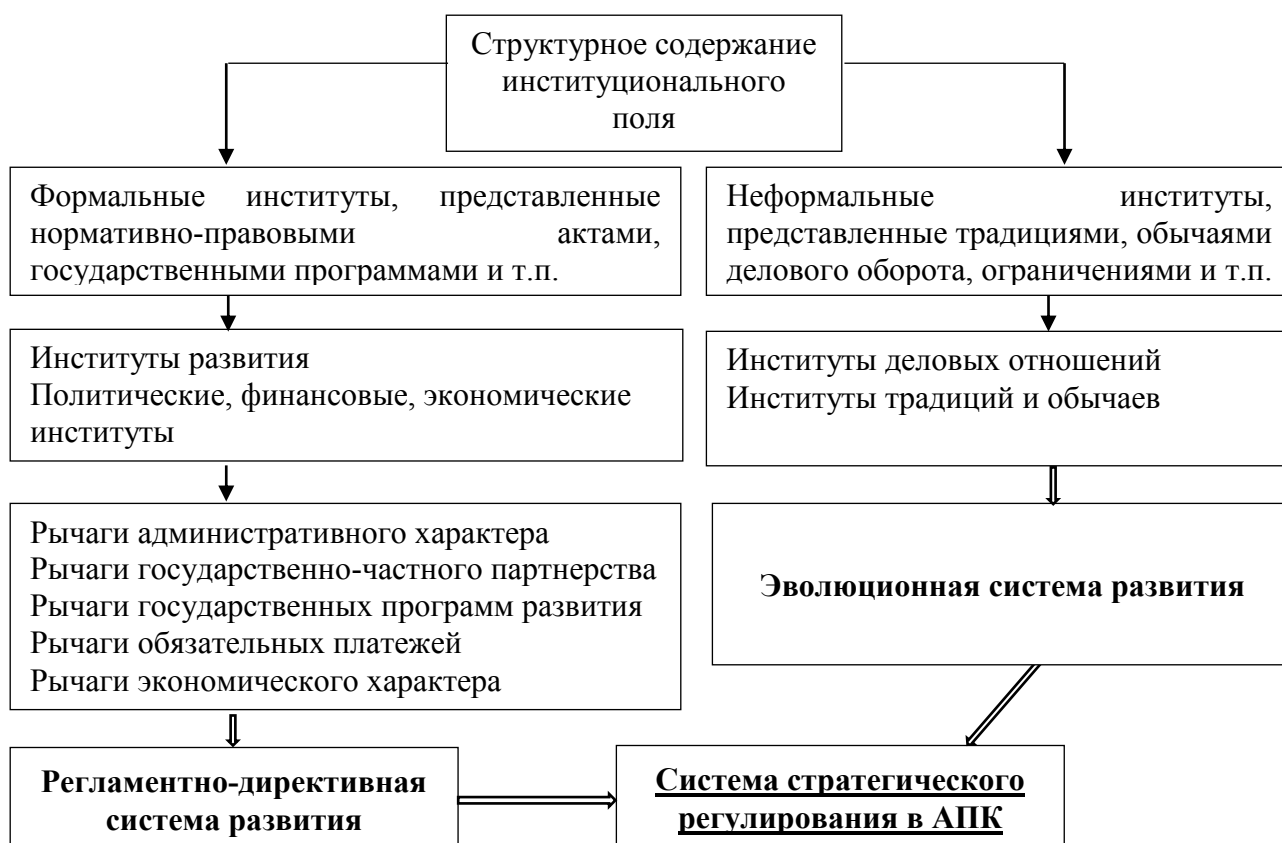 Структурное содержание
институционального
поля
Формальные институты, представленные
нормативно-правовыми актами,
государственными программами и т.п.
Неформальные институты,
представленные традициями, обычаями
делового оборота, ограничениями и т.п.
Институты развития
Политические, финансовые, экономические
институты
Институты деловых отношений
Институты традиций и обычаев
Рычаги административного характера
Рычаги государственно-частного партнерства
Рычаги государственных программ развития
Рычаги обязательных платежей
Рычаги экономического характера
Эволюционная система развития
Регламентно-директивная
система развития
Система стратегического
регулирования в АПК